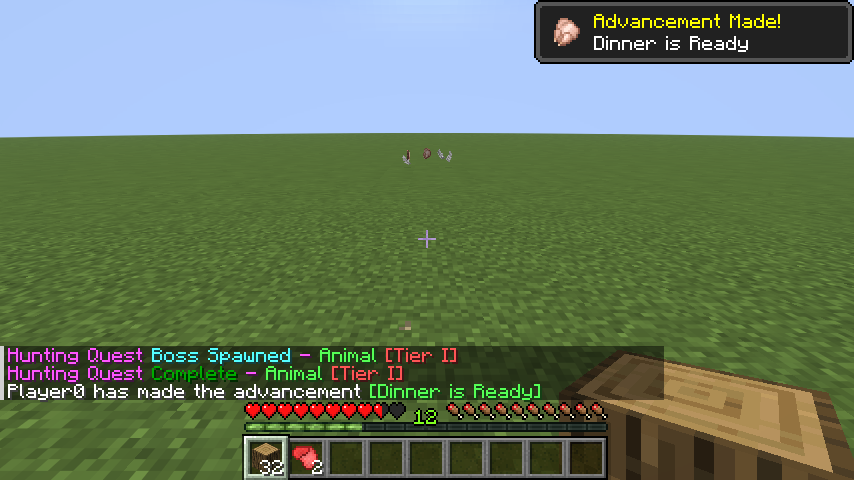 Advancement Made!
Dinner is Ready
Hunting Quest Boss Spawned - Animal [Tier I]
Hunting Quest Complete - Animal [Tier I]
Player0 has made the advancement [Dinner is Ready]
18
32
2